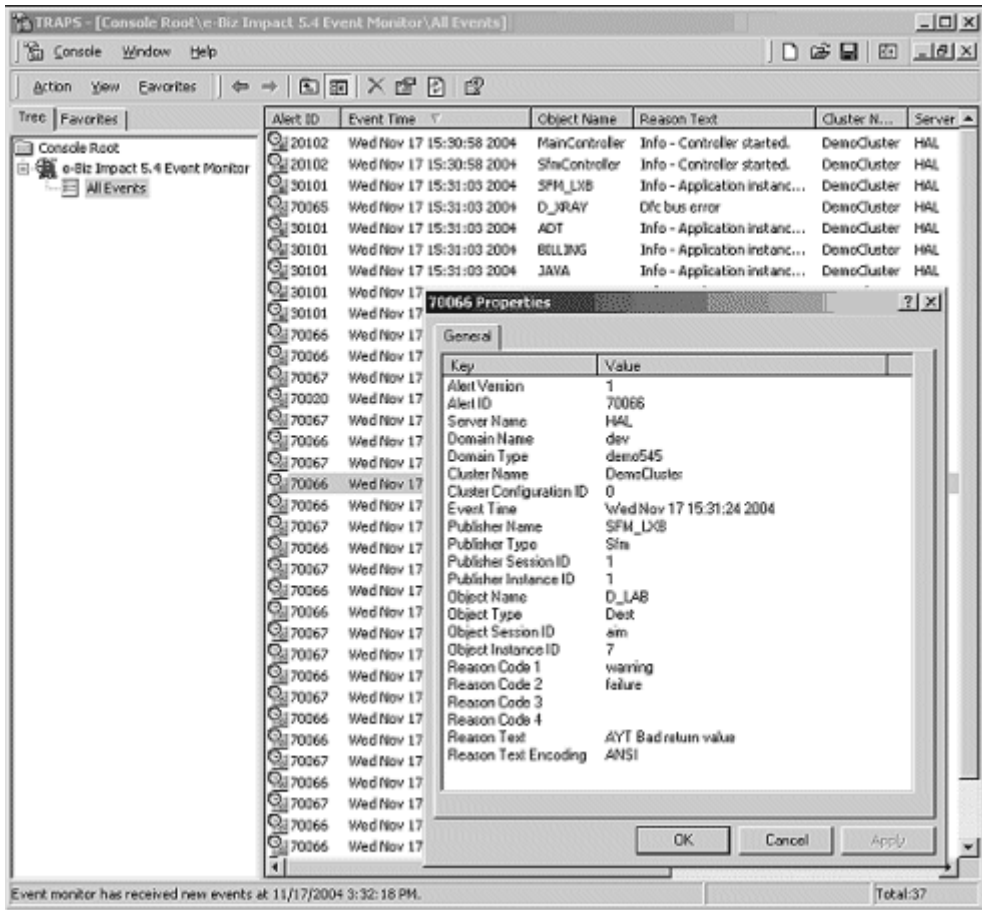 TRAPS - [Console Root\e-Biz Impact 5.4 Event Monitor\All Events]
Console Window Help
Action View Favorites
Tree Favorites
Console Root
e-Biz Impact 5.4 Event Monitor
All Events
Alert ID Event Time Object Name Reason Text Cluster N... Server
20102 Wed Nov 17 15:30:58 2004 MainController Info - Controller started. DemoCluster HAL
20102 Wed Nov 17 15:30:58 2004 SfmController Info - Controller started. DemoCluster HAL
30101 Wed Nov 17 15:31:03 2004 SFM_LXB Info - Application instanc... DemoCluster HAL
70065 Wed Nov 17 15:31:03 2004 D_XRAY Dfc bus error DemoCluster HAL
30101 Wed Nov 17 15:31:03 2004 ADT Info - Application instanc... DemoCluster HAL
30101 Wed Nov 17 15:31:03 2004 BILLING Info - Application instanc... DemoCluster HAL
30101 Wed Nov 17 15:31:03 2004 JAVA Info - Application instanc... DemoCluster HAL
30101 Wed Nov 17
30101 Wed Nov 17
70066 Wed Nov 17
70066 Wed Nov 17
70067 Wed Nov 17
70020 Wed Nov 17
70067 Wed Nov 17
70066 Wed Nov 17
70067 Wed Nov 17
70066 Wed Nov 17
70066 Wed Nov 17
70067 Wed Nov 17
70066 Wed Nov 17
70067 Wed Nov 17
70066 Wed Nov 17
70066 Wed Nov 17
70067 Wed Nov 17
70067 Wed Nov 17
70066 Wed Nov 17
70067 Wed Nov 17
70066 Wed Nov 17
70066 Wed Nov 17
70067 Wed Nov 17
70066 Wed Nov 17
70067 Wed Nov 17
70066 Wed Nov 17
70066 Wed Nov 17
70066 Properties
General
Key Value
Alert Version 1
Alert ID 70066
Server Name HAL
Domain Name dev
Domain Type demo545
Cluster Name DemoCluster
Cluster Configuration ID 0
Event Time Wed Nov 17 15:31:24 2004
Publisher Name SFM_LXB
Publisher Type Sfm
Publisher Session ID 1
Publisher Instance ID 1
Object Name D_LAB
Object Type Dest
Object Session ID aim
Object Instance ID 7
Reason Code 1 warning
Reason Code 2 failure
Reason Code 3
Reason Code 4
Reason Text AYT Bad return value
Reason Text Encoding ANSI
OK Cancel Apply
Event monitor has received new events at 11/17/2004 3:32:18 PM. Total:37